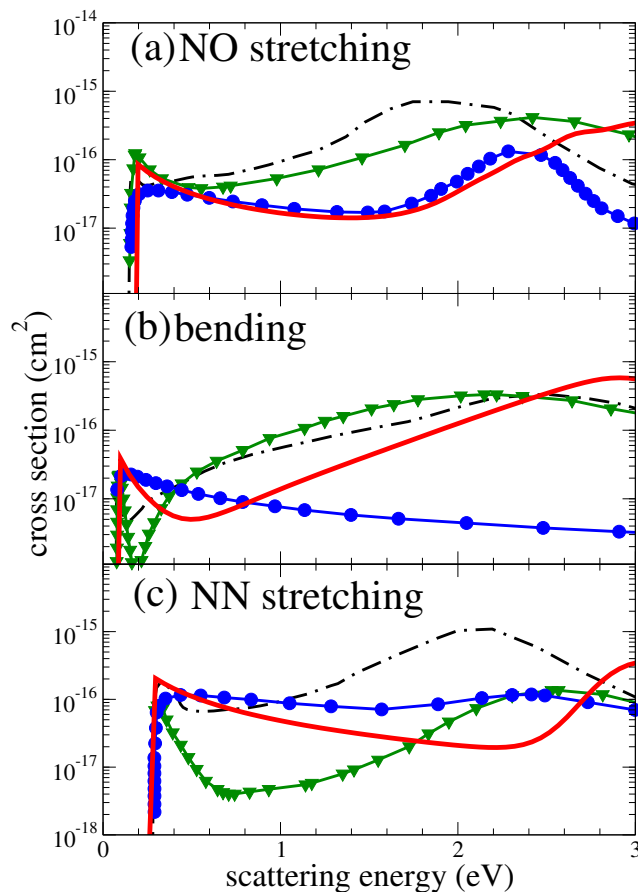 10^-14
(a) NO stretching
10^-15
10^-16
10^-17
(b) bending
10^-15
10^-16
10^-17
cross section (cm^2)
(c) NN stretching
10^-15
10^-16
10^-17
10^-18
0 1 2 3
scattering energy (eV)